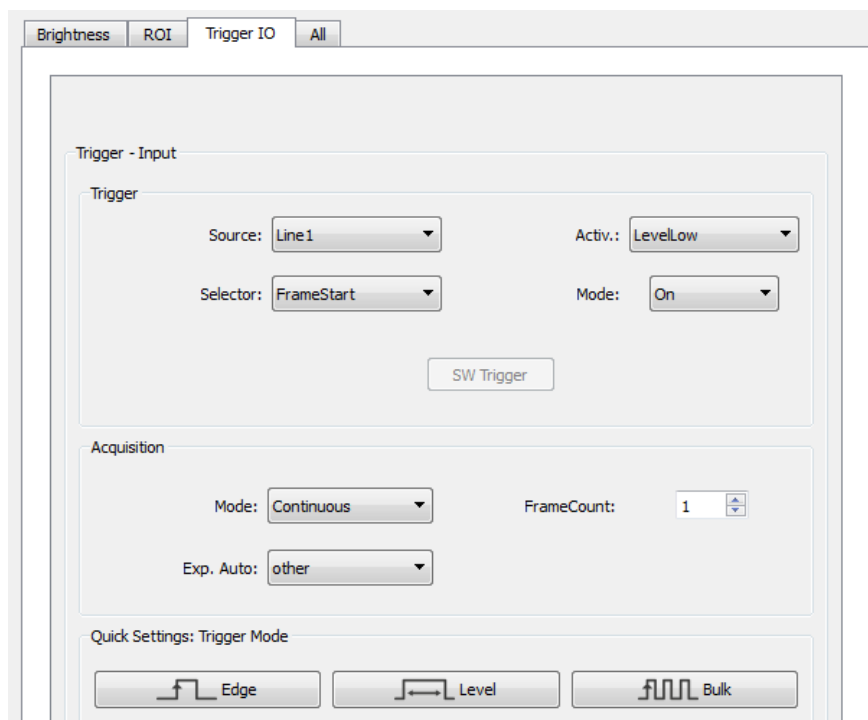 Brightness ROI Trigger IO All
Trigger - Input
Trigger
Source: Line1 Activ.: LevelLow
Selector: FrameStart Mode: On
SW Trigger
Acquisition
Mode: Continuous FrameCount: 1
Exp. Auto: other
Quick Settings: Trigger Mode
Edge Level Bulk